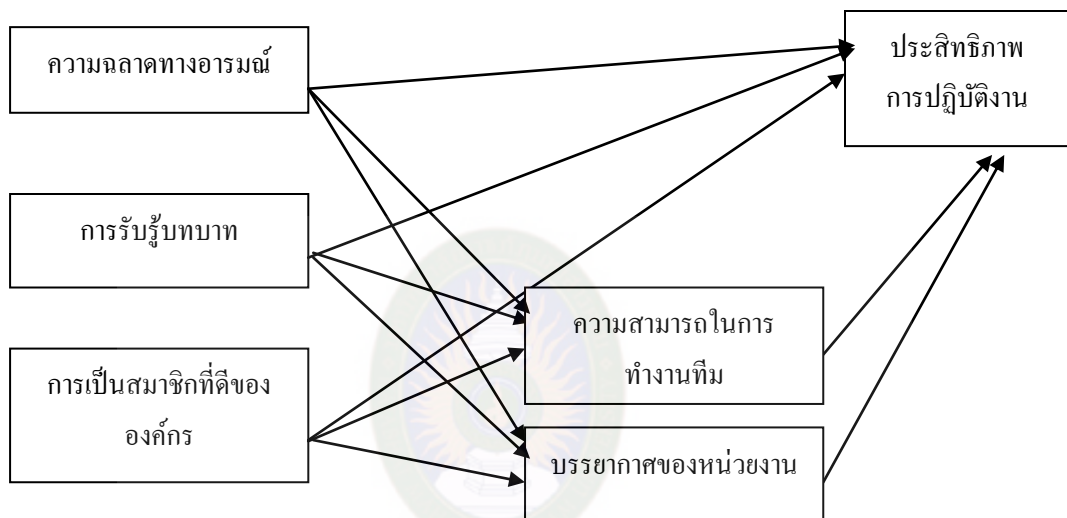 ความฉลาดทางอารมณ์
ประสิทธิภาพ
การปฏิบัติงาน
การรับรู้บทบาท
ความสามารถในการ
ทำงานทีม
การเป็นสมาชิกที่ดีของ
องค์กร
บรรยากาศของหน่วยงาน